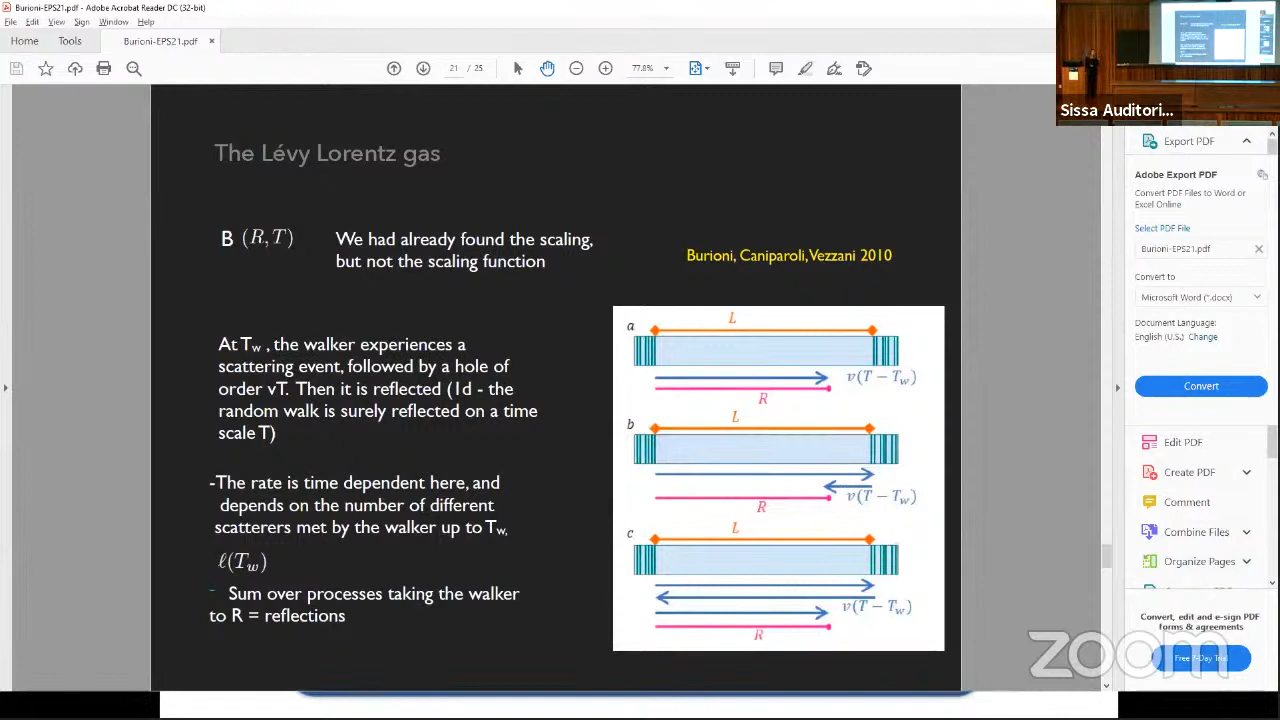 Burioni-EPS21.pdf - Adobe Acrobat Reader DC (32-bit)
File Edit View Sign Window Help
Home Tools Burioni-EPS21.pdf ×
21 / 77.8%
Sissa Auditori...
The Lévy Lorentz gas
B (R, T)
We had already found the scaling,
but not the scaling function
Burioni, Caniparoli, Vezzani 2010
At Tw , the walker experiences a
scattering event, followed by a hole of
order vT. Then it is reflected (1d - the
random walk is surely reflected on a time
scale T)
-The rate is time dependent here, and
depends on the number of different
scatterers met by the walker up to Tw,
ℓ(Tw)
- Sum over processes taking the walker
to R = reflections
a
L
v(T − Tw)
R
b
L
v(T − Tw)
R
c
L
v(T − Tw)
R
Export PDF
Adobe Export PDF
Convert PDF Files to Word or
Excel Online
Select PDF File
Burioni-EPS21.pdf ×
Convert to
Microsoft Word (*.docx)
Document Language:
English (U.S.) Change
Convert
Edit PDF
Create PDF
Comment
Combine Files
Organize Pages
Convert, edit and e-sign PDF
forms & agreements
Free 7-Day Trial
zoom